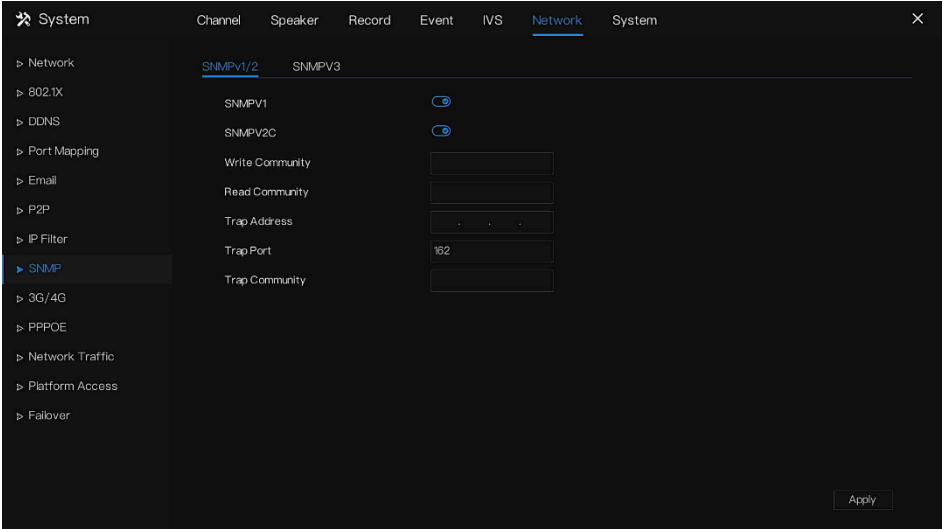 System
Channel Speaker Record Event IVS Network System
Network
802.1X
DDNS
Port Mapping
Email
P2P
IP Filter
SNMP
3G/4G
PPPOE
Network Traffic
Platform Access
Failover
SNMPv1/2 SNMPV3
SNMPV1
SNMPV2C
Write Community
Read Community
Trap Address . . .
Trap Port 162
Trap Community
Apply